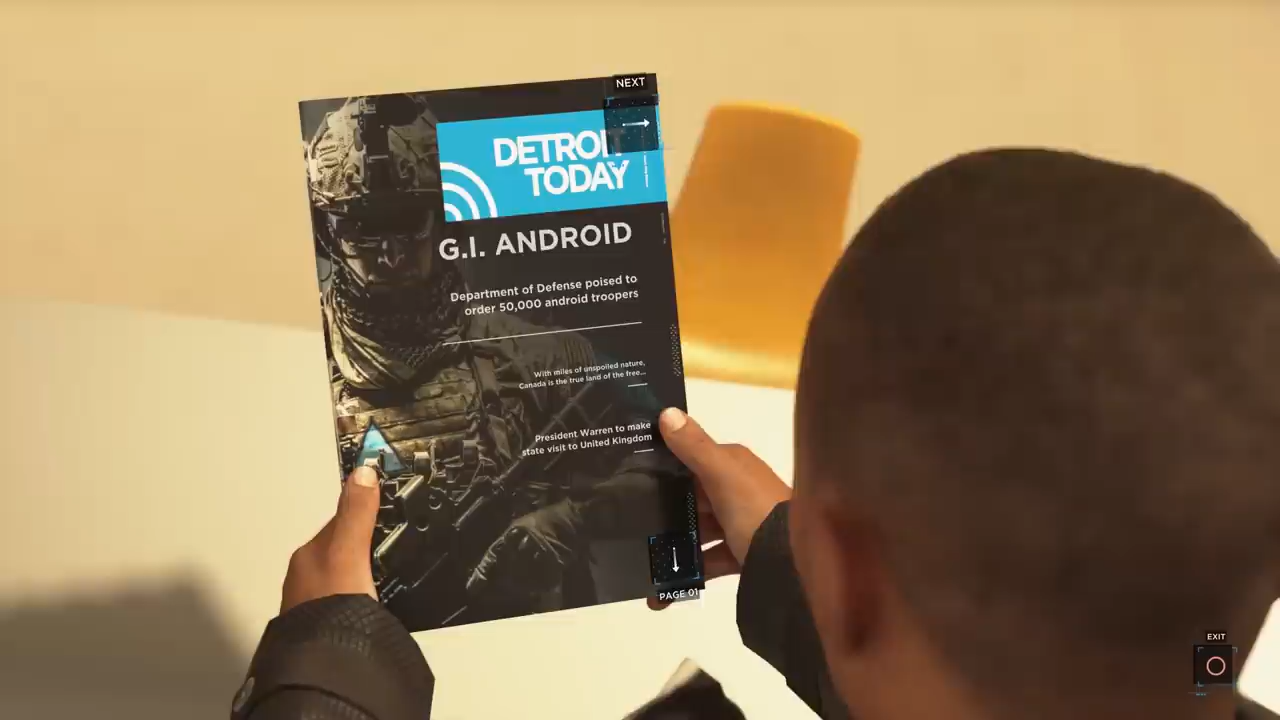 NEXT
DETROIT
TODAY
G.I. ANDROID
Department of Defense poised to
order 50,000 android troopers
With miles of unspoiled nature,
Canada is the true land of the free...
President Warren to make
state visit to United Kingdom
PAGE 01
EXIT